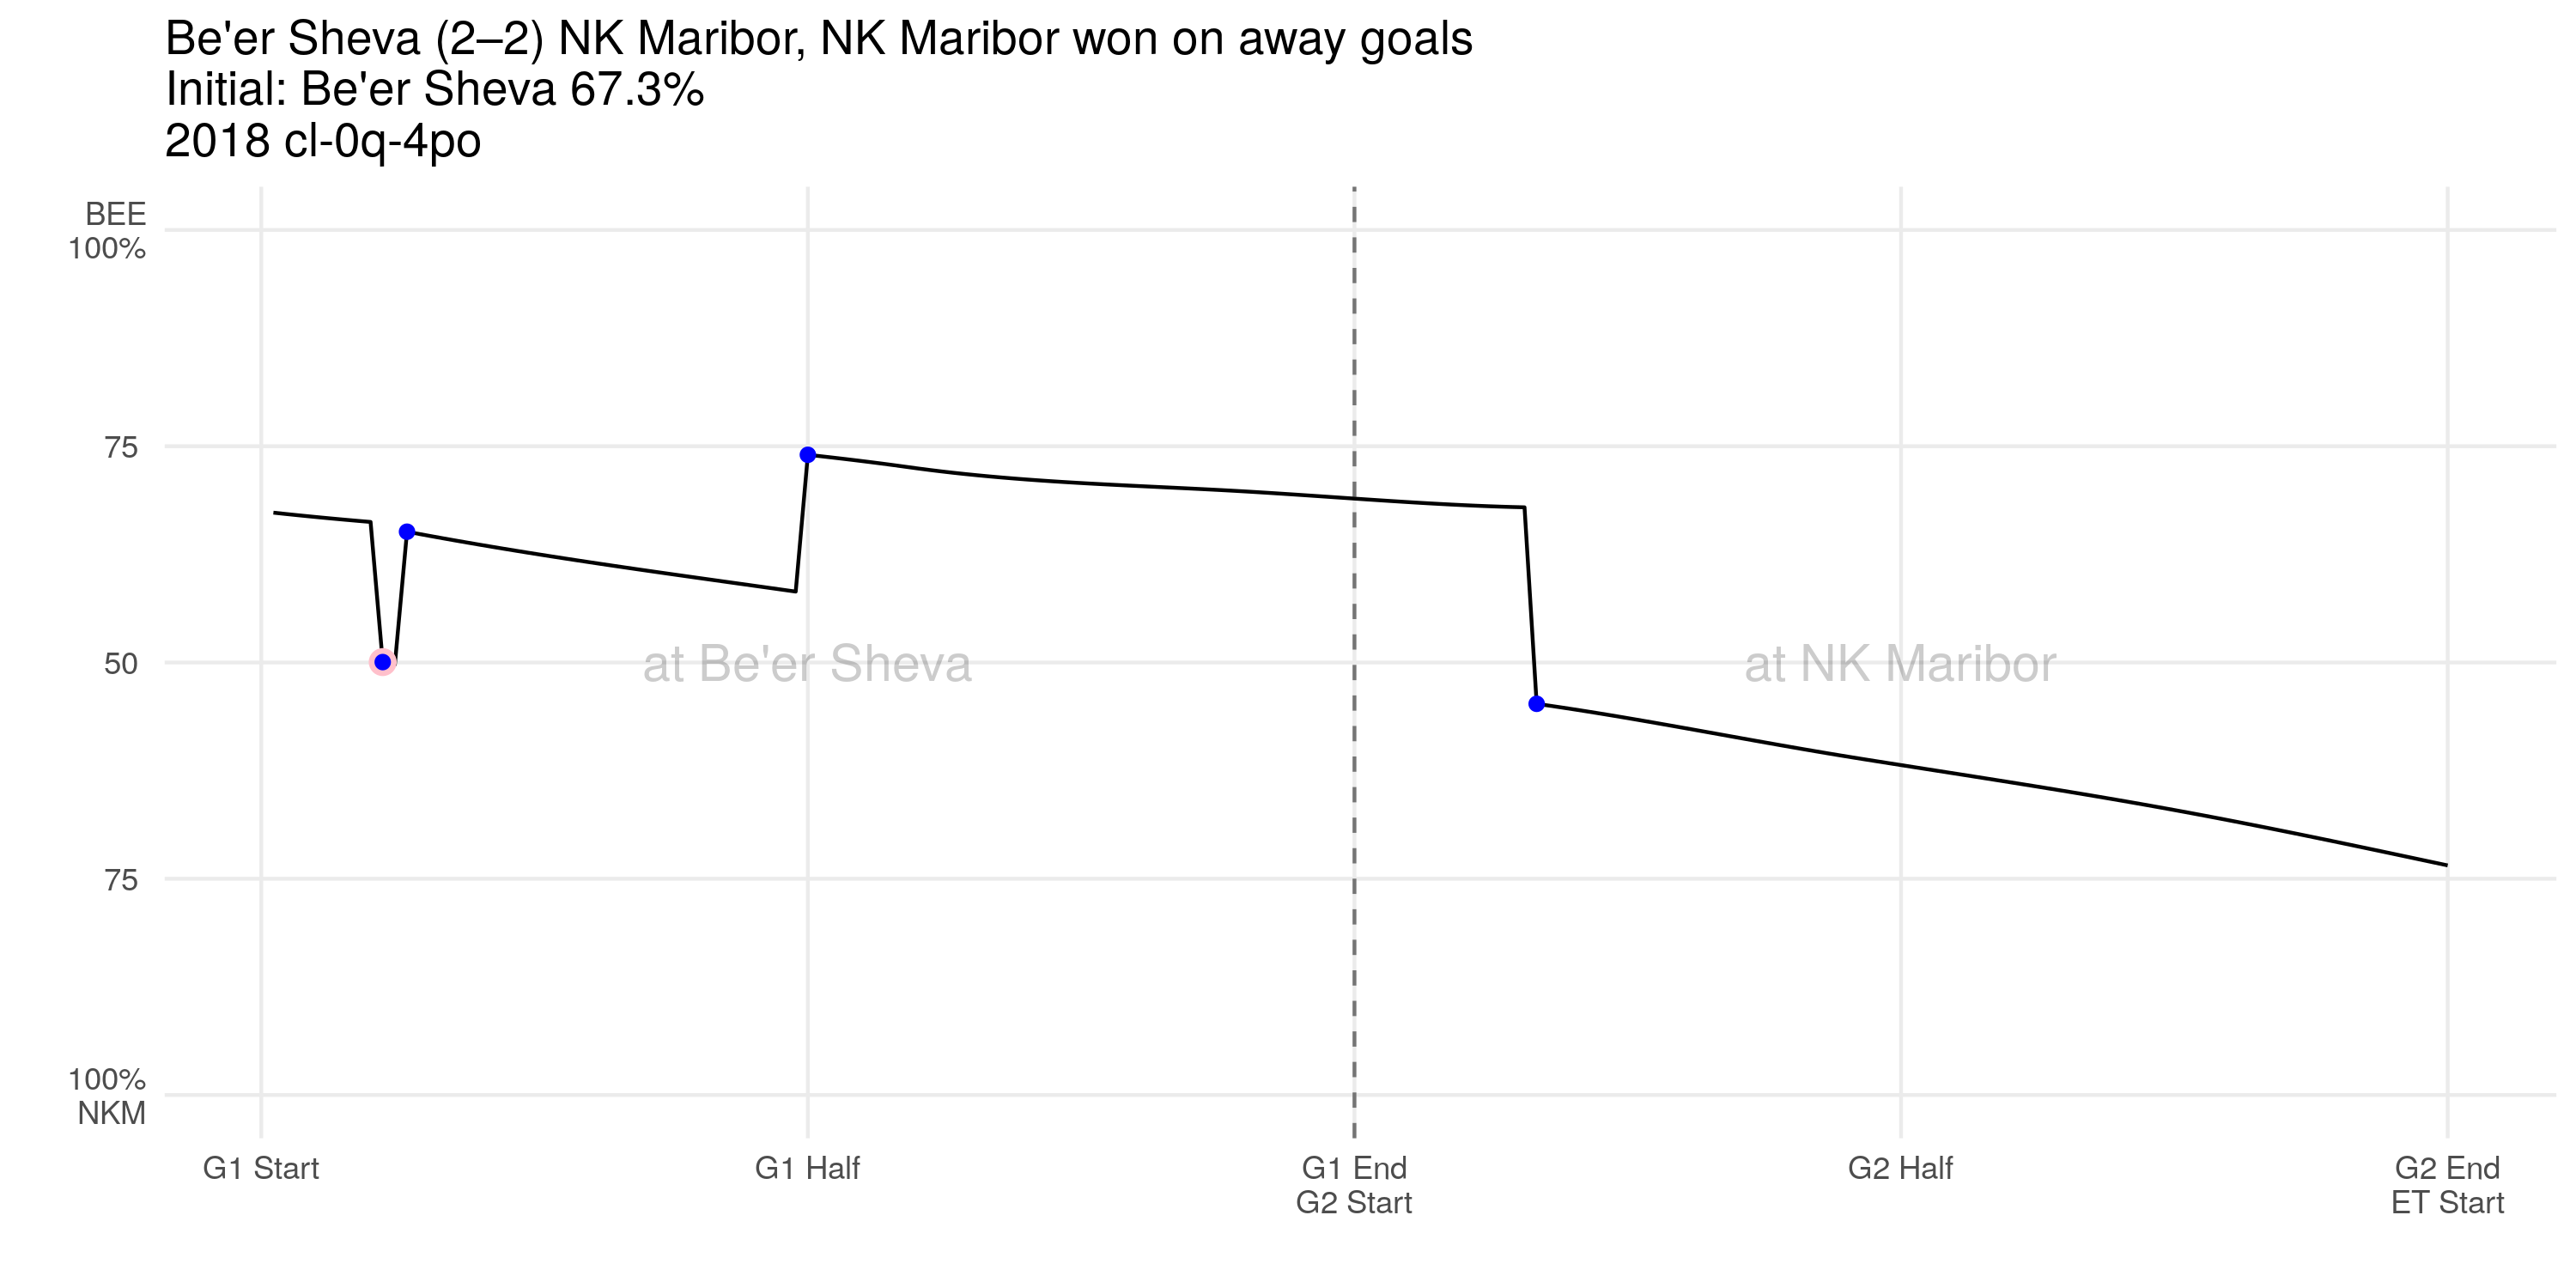 Be'er Sheva (2–2) NK Maribor, NK Maribor won on away goals
Initial: Be'er Sheva 67.3%
2018 cl-0q-4po
BEE
100%
75
50
75
100%
NKM
at Be'er Sheva
at NK Maribor
G1 Start
G1 Half
G1 End
G2 Start
G2 Half
G2 End
ET Start